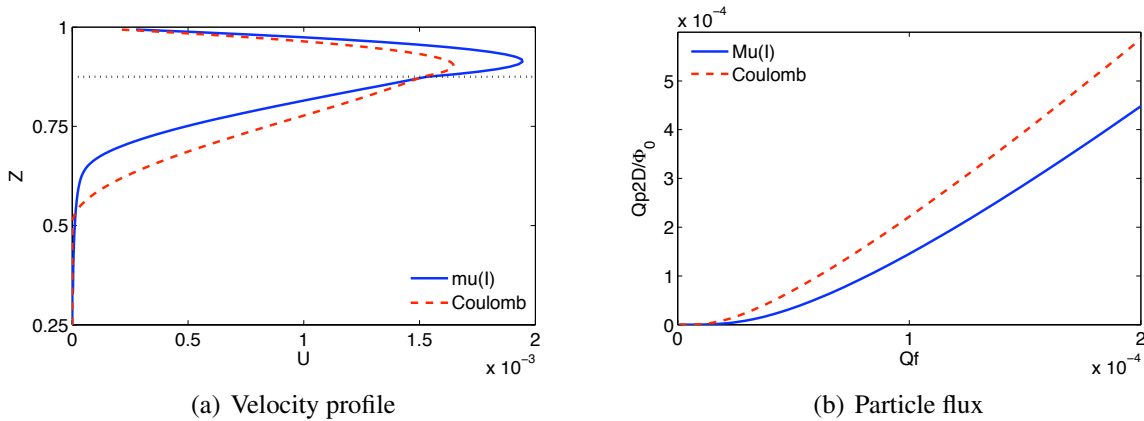 1
0.75
Z
0.5
0.25
0
0.5
1
1.5
2
U
x 10⁻³
mu(I)
Coulomb
(a) Velocity profile
x 10⁻⁴
Mu(I)
Coulomb
5
4
3
2
1
0
Qp2D/Φ₀
0
1
2
Qf
x 10⁻⁴
(b) Particle flux